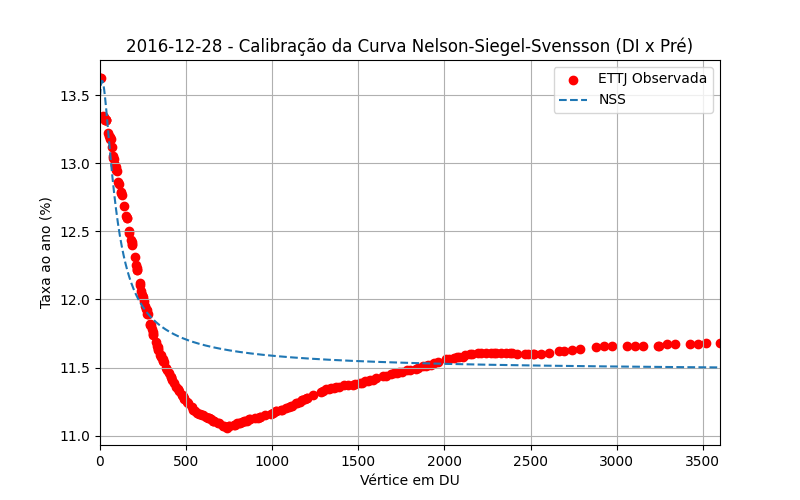 2016-12-28 - Calibração da Curva Nelson-Siegel-Svensson (DI x Pré)
ETTJ Observada
NSS
Taxa ao ano (%)
13.5
13.0
12.5
12.0
11.5
11.0
0 500 1000 1500 2000 2500 3000 3500
Vértice em DU